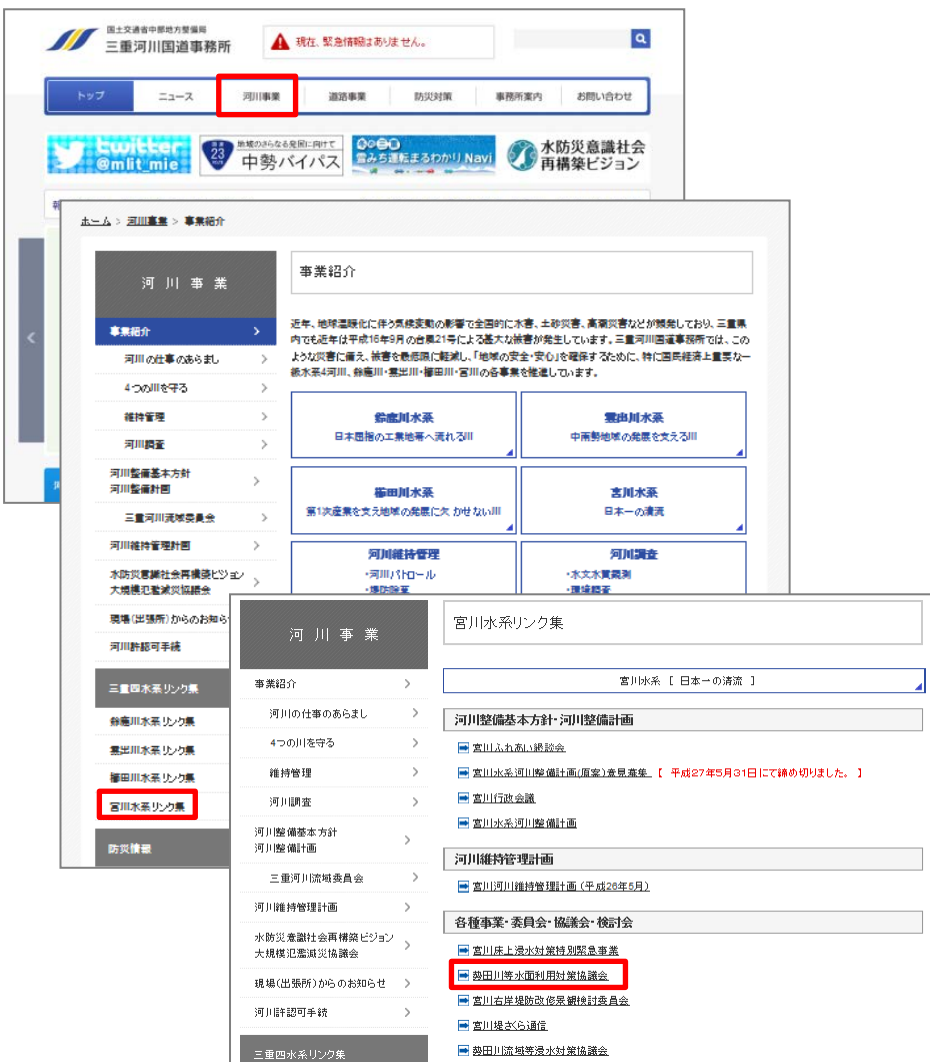 国土交通省中部地方整備局
三重河川国道事務所
現在、緊急情報はありません。
トップ
ニュース
河川事業
道路事業
防災対策
事務所案内
お問い合わせ
twitter
@mlit_mie
23
地域のさらなる発展に向けて
中勢バイパス
雪みち運転まるわかり Navi
水防災意識社会
再構築ビジョン
ホーム > 河川事業 > 事業紹介
河川事業
事業紹介
河川の仕事のあらまし
4つの川を守る
維持管理
河川調査
河川整備基本方針
河川整備計画
三重河川流域委員会
河川維持管理計画
水防災意識社会再構築ビジョン
大規模氾濫減災協議会
現場(出張所)からのお知ら
河川許認可手続
三重四水系リンク集
鈴鹿川水系リンク集
雲出川水系リンク集
櫛田川水系リンク集
宮川水系リンク集
防災情報
事業紹介
近年、地球温暖化に伴う気候変動の影響で全国的に水害、土砂災害、高潮災害などが頻発しており、三重県
内でも近年は平成16年9月の台風21号による甚大な被害が発生しています。三重河川国道事務所では、この
ような災害に備え、被害を最低限に軽減し、「地域の安全・安心」を確保するために、特に国民経済上重要な一
級水系4河川、鈴鹿川・雲出川・櫛田川・宮川の各事業を推進しています。
鈴鹿川水系
日本屈指の工業地帯へ流れる川
雲出川水系
中南勢地域の発展を支える川
櫛田川水系
第1次産業を支え地域の発展に欠かせない川
宮川水系
日本一の清流
河川維持管理
・河川パトロール
・堤防除草
河川調査
・水文水質観測
・環境調査
河川事業
事業紹介
河川の仕事のあらまし
4つの川を守る
維持管理
河川調査
河川整備基本方針
河川整備計画
三重河川流域委員会
河川維持管理計画
水防災意識社会再構築ビジョン
大規模氾濫減災協議会
現場(出張所)からのお知らせ
河川許認可手続
三重四水系リンク集
宮川水系リンク集
宮川水系 [ 日本一の清流 ]
河川整備基本方針・河川整備計画
宮川ふれあい懇談会
宮川水系河川整備計画(原案)意見募集 【 平成27年5月31日にて締め切りました。 】
宮川行政会議
宮川水系河川整備計画
河川維持管理計画
宮川河川維持管理計画(平成26年5月)
各種事業・委員会・協議会・検討会
宮川床上浸水対策特別緊急事業
勢田川等水面利用対策協議会
宮川右岸堤防改修景観検討委員会
宮川堤さくら通信
勢田川流域等浸水対策協議会